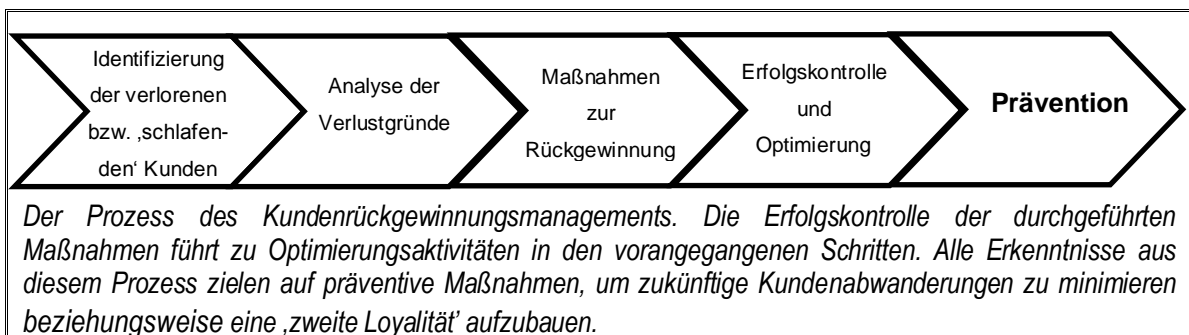 Identifizierung
der verlorenen
bzw. ‚schlafen-
den‘ Kunden
Analyse der
Verlustgründe
Maßnahmen
zur
Rückgewinnung
Erfolgskontrolle
und
Optimierung
Prävention
Der Prozess des Kundenrückgewinnungsmanagements. Die Erfolgskontrolle der durchgeführten
Maßnahmen führt zu Optimierungsaktivitäten in den vorangegangenen Schritten. Alle Erkenntnisse aus
diesem Prozess zielen auf präventive Maßnahmen, um zukünftige Kundenabwanderungen zu minimieren
beziehungsweise eine ‚zweite Loyalität’ aufzubauen.